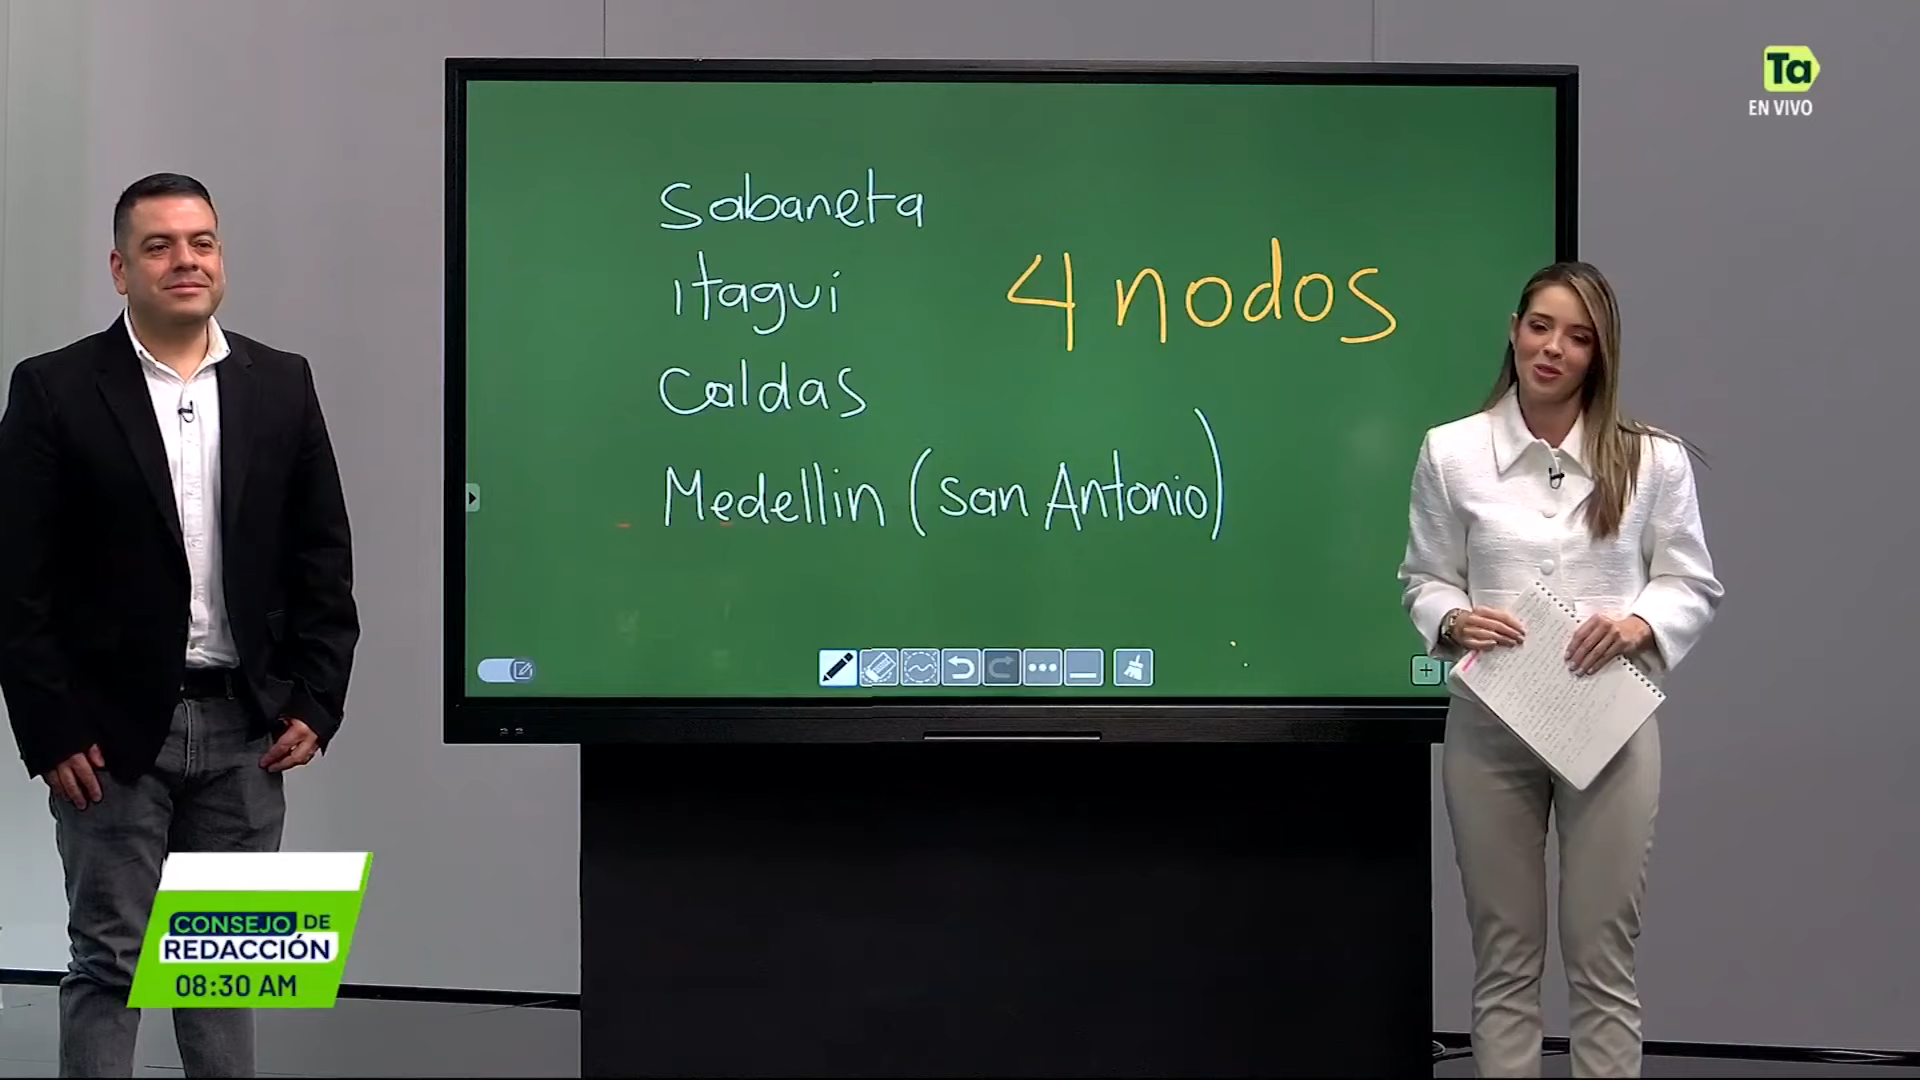 Ta
EN VIVO
Sabaneta
Itagui
4 nodos
Caldas
Medellin (San Antonio)
CONSEJO DE
REDACCIÓN
08:30 AM